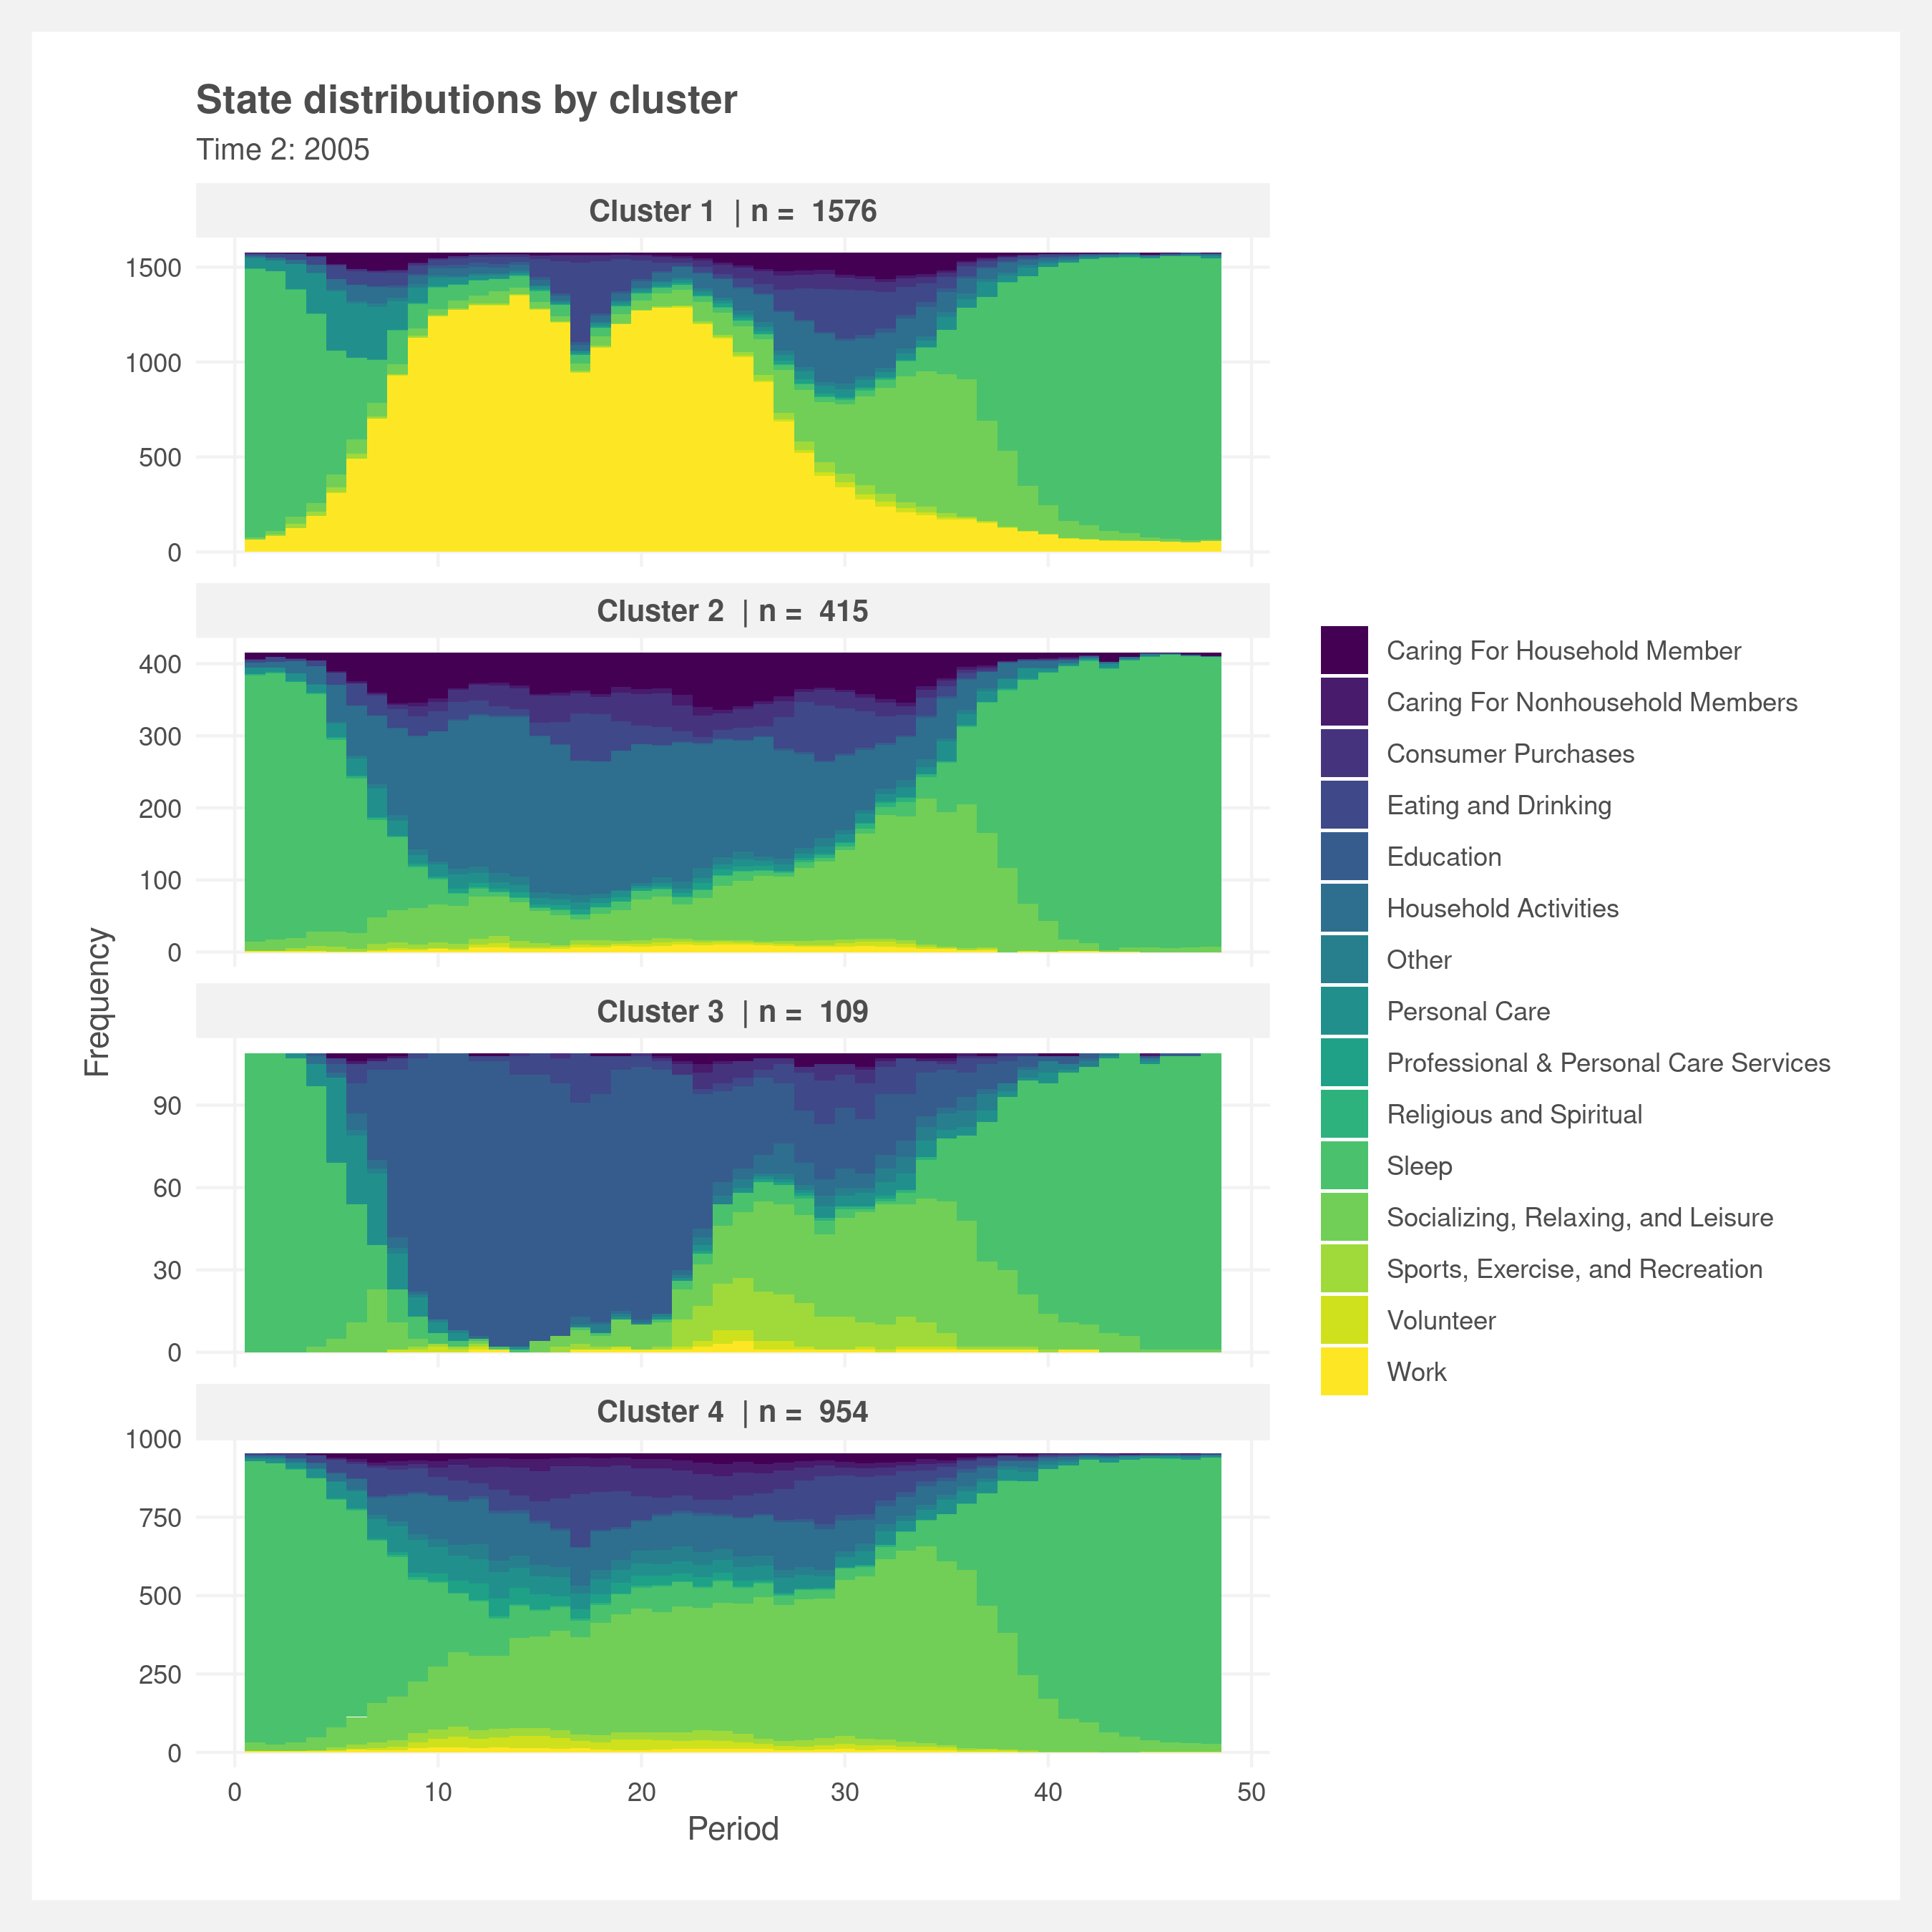 State distributions by cluster
Time 2: 2005
Cluster 1 | n = 1576
1500
1000
500
0
Cluster 2 | n = 415
400
300
200
100
0
Cluster 3 | n = 109
90
60
30
0
Cluster 4 | n = 954
1000
750
500
250
0
0 10 20 30 40 50
Period
Frequency
Caring For Household Member
Caring For Nonhousehold Members
Consumer Purchases
Eating and Drinking
Education
Household Activities
Other
Personal Care
Professional & Personal Care Services
Religious and Spiritual
Sleep
Socializing, Relaxing, and Leisure
Sports, Exercise, and Recreation
Volunteer
Work